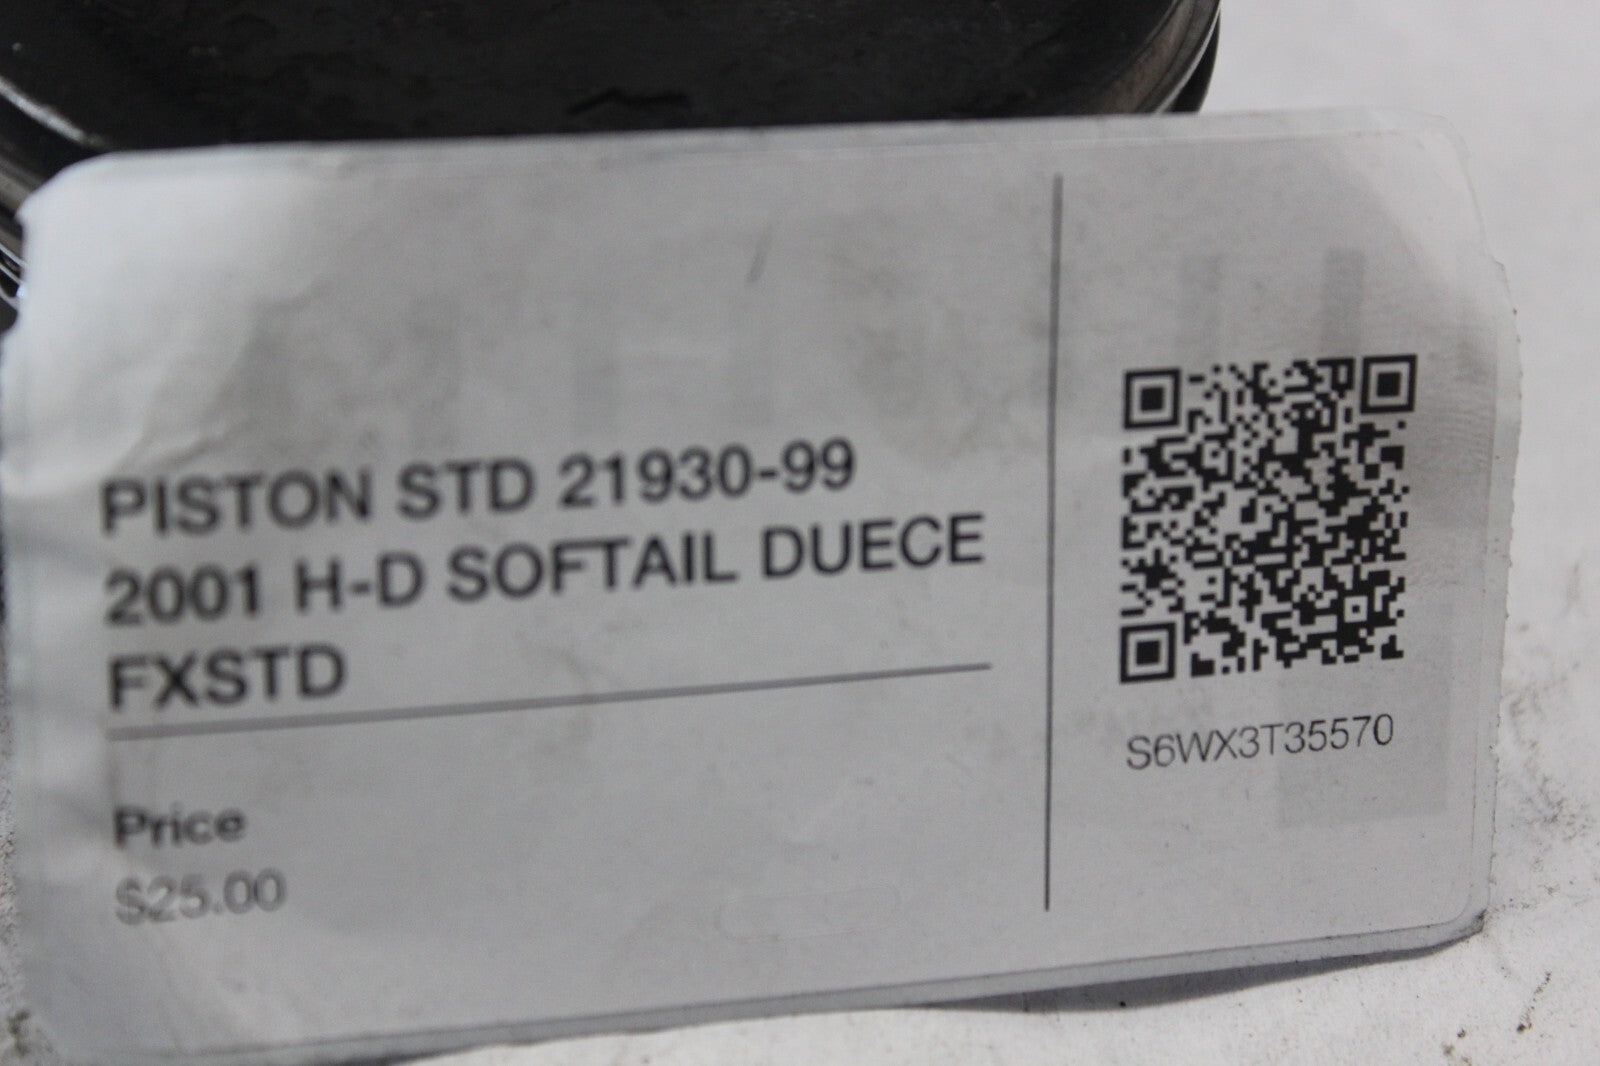 PISTON STD 21930-99
2001 H-D SOFTAIL DUECE
FXSTD
Price
$25.00
S6WX3T35570